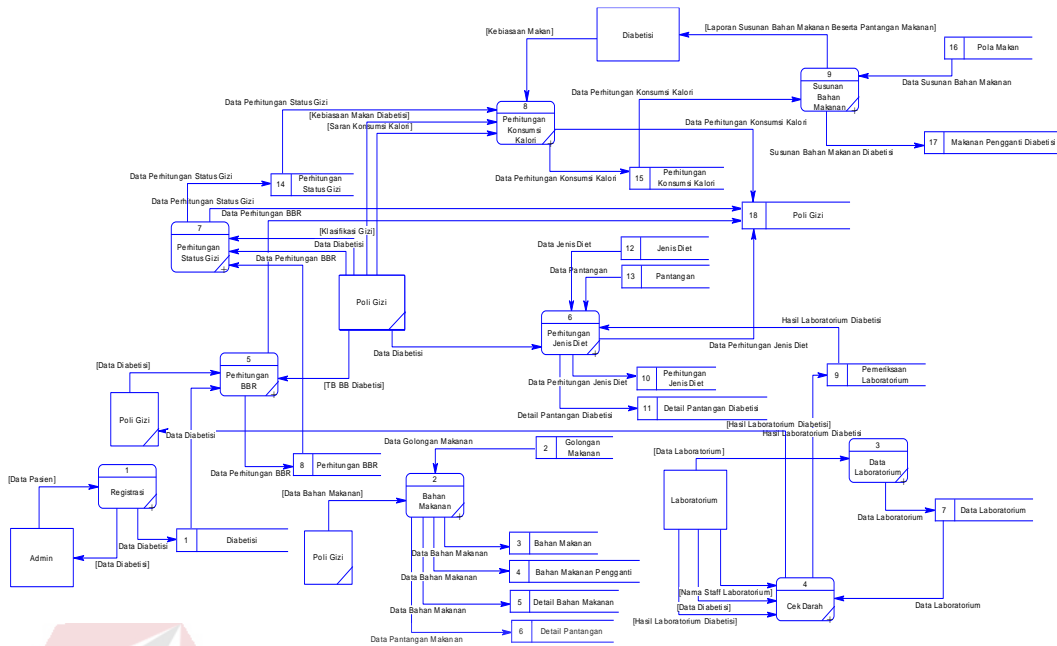 [Laporan Susunan Bahan Makanan Beserta Pantangan Makanan]
[Kebiasaan Makan]
Diabetisi
16 Pola Makan
9
Susunan
Bahan
Makanan
Data Susunan Bahan Makanan
Data Perhitungan Konsumsi Kalori
Data Perhitungan Status Gizi
[Kebiasaan Makan Diabetisi]
[Saran Konsumsi Kalori]
8
Perhitungan
Konsumsi
Kalori
Data Perhitungan Konsumsi Kalori
17 Makanan Pengganti Diabetisi
Susunan Bahan Makanan Diabetisi
Data Perhitungan Status Gizi
14 Perhitungan
Status Gizi
Data Perhitungan Konsumsi Kalori
15 Perhitungan
Konsumsi Kalori
Data Perhitungan Status Gizi
Data Perhitungan BBR
18 Poli Gizi
7
Perhitungan
Status Gizi
[Klasifikasi Gizi]
Data Diabetisi
Data Perhitungan BBR
Data Jenis Diet
12 Jenis Diet
Data Pantangan
13 Pantangan
Poli Gizi
6
Perhitungan
Jenis Diet
Hasil Laboratorium Diabetisi
Data Perhitungan Jenis Diet
Data Diabetisi
5
Perhitungan
BBR
[Data Diabetisi]
[TB BB Diabetisi]
Data Perhitungan Jenis Diet
10 Perhitungan
Jenis Diet
9 Pemeriksaan
Laboratorium
11 Detail Pantangan Diabetisi
Detail Pantangan Diabetisi
Poli Gizi
Data Diabetisi
[Hasil Laboratorium Diabetisi]
Hasil Laboratorium Diabetisi
Data Golongan Makanan
2 Golongan
Makanan
3
Data
Laboratorium
[Data Laboratorium]
8 Perhitungan BBR
Data Perhitungan BBR
1
Registrasi
[Data Pasien]
2
Bahan
Makanan
[Data Bahan Makanan]
Laboratorium
7 Data Laboratorium
Data Laboratorium
Admin
Data Diabetisi
[Data Diabetisi]
1 Diabetisi
Poli Gizi
Data Bahan Makanan
3 Bahan Makanan
Data Bahan Makanan
4 Bahan Makanan Pengganti
Data Bahan Makanan
5 Detail Bahan Makanan
Data Pantangan Makanan
6 Detail Pantangan
[Nama Staff Laboratorium]
[Data Diabetisi]
[Hasil Laboratorium Diabetisi]
4
Cek Darah
Data Laboratorium